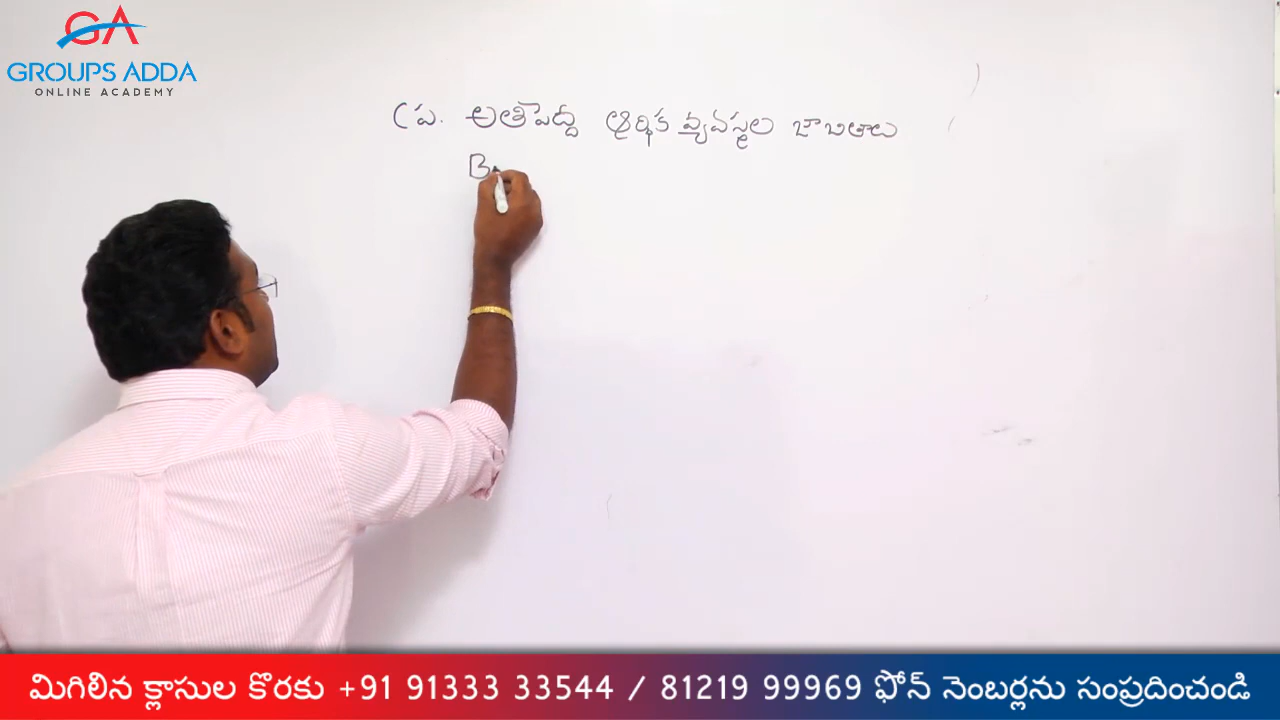 GA
GROUPS ADDA
ONLINE ACADEMY
ప్ర. అతిపెద్ద ఆర్థిక వ్యవస్థల జాబితాలు
B
మిగిలిన క్లాసుల కొరకు +91 91333 33544 / 81219 99969 ఫోన్ నెంబర్లను సంప్రదించండి